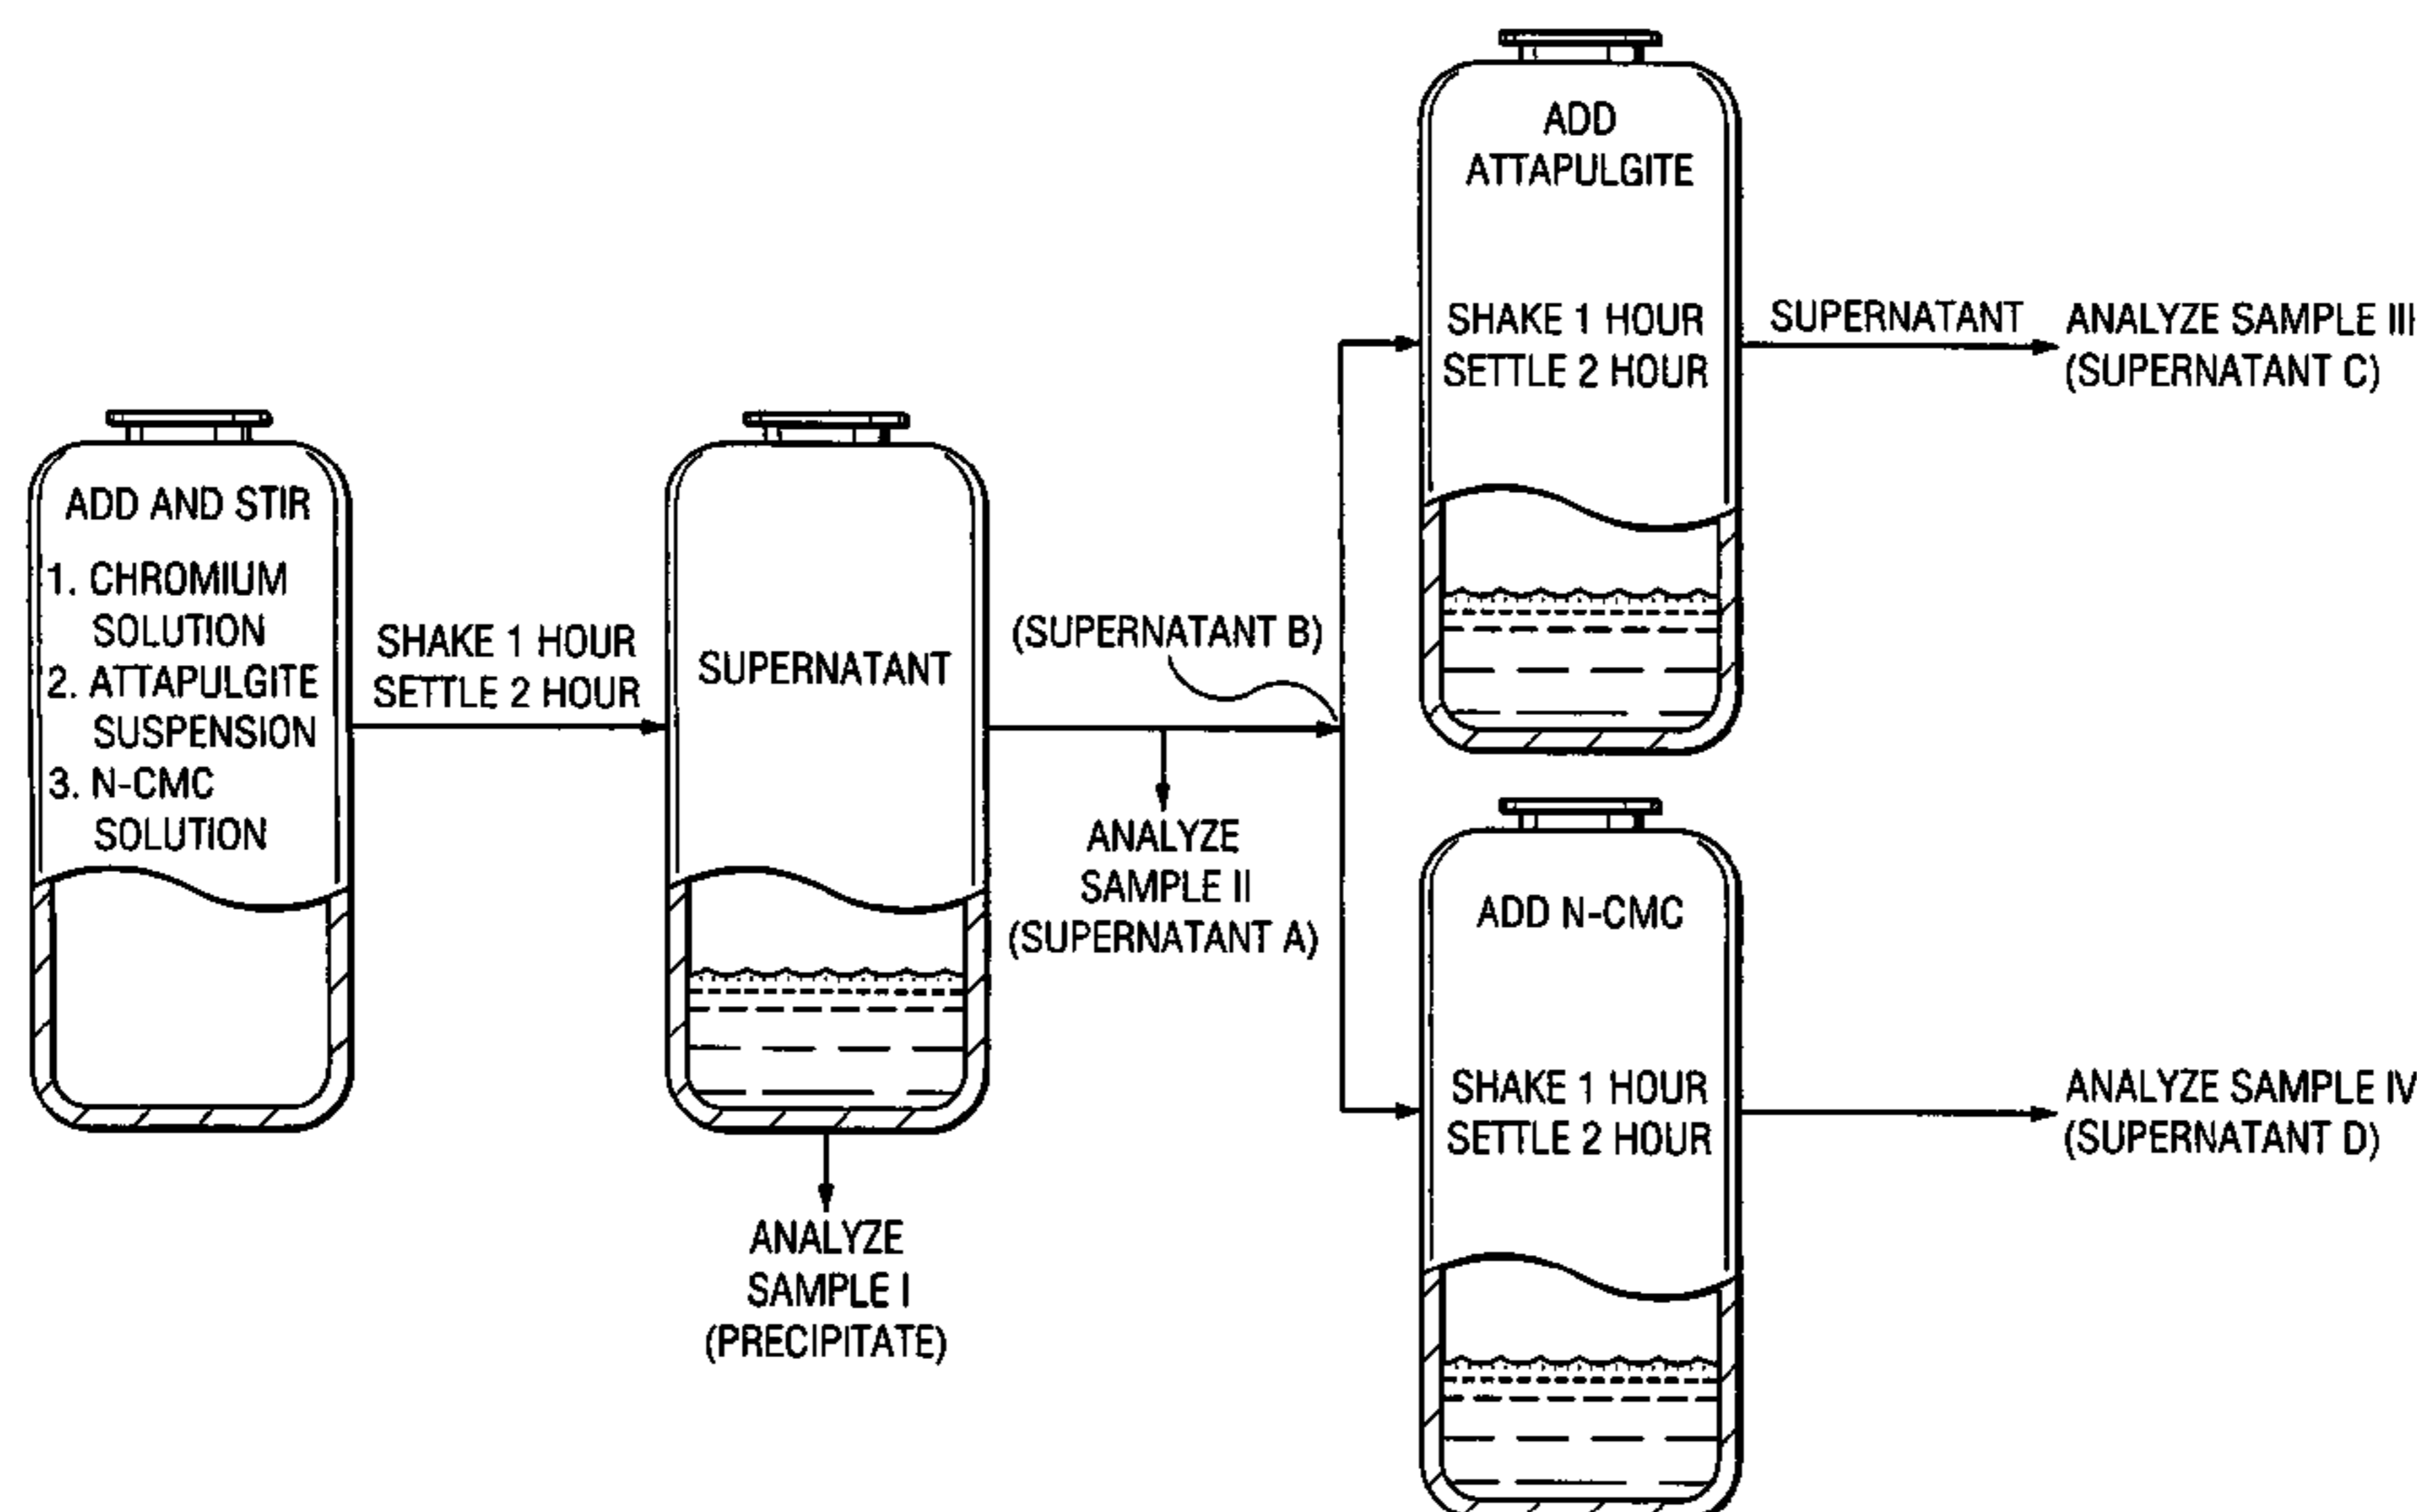 ADD AND STIR
1. CHROMIUM
SOLUTION
2. ATTAPULGITE
SUSPENSION
3. N-CMC
SOLUTION
SHAKE 1 HOUR
SETTLE 2 HOUR
SUPERNATANT
ANALYZE
SAMPLE I
(PRECIPITATE)
(SUPERNATANT B)
ANALYZE
SAMPLE II
(SUPERNATANT A)
ADD
ATTAPULGITE
SHAKE 1 HOUR
SETTLE 2 HOUR
SUPERNATANT
ANALYZE SAMPLE III
(SUPERNATANT C)
ADD N-CMC
SHAKE 1 HOUR
SETTLE 2 HOUR
ANALYZE SAMPLE IV
(SUPERNATANT D)